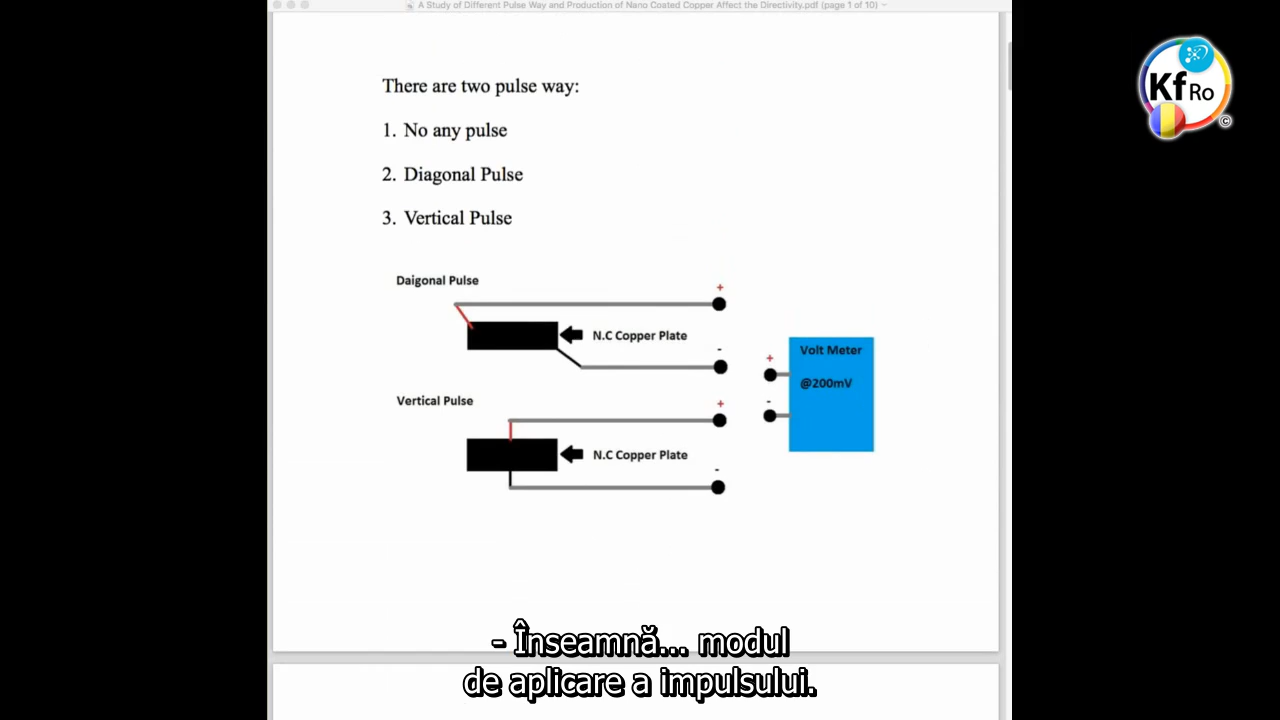 A Study of Different Pulse Way and Production of Nano Coated Copper Affect the Directivity.pdf (page 1 of 10)
Kf Ro
©
There are two pulse way:
1. No any pulse
2. Diagonal Pulse
3. Vertical Pulse
Daigonal Pulse
+
N.C Copper Plate
-
Volt Meter
+
@200mV
-
Vertical Pulse
+
N.C Copper Plate
-
- Înseamnă... modul
de aplicare a impulsului.